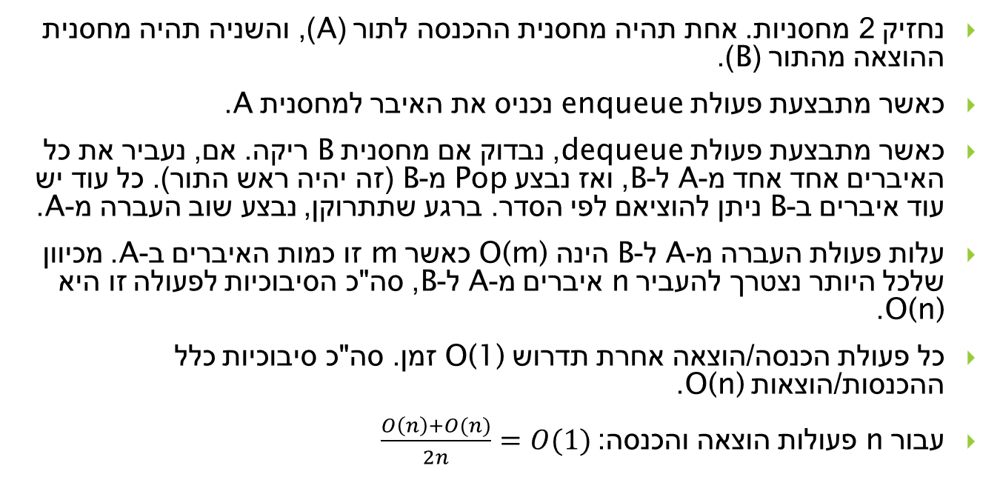 נחזיק 2 מחסניות. אחת תהיה מחסנית ההכנסה לתור (A), והשניה תהיה מחסנית
ההוצאה מהתור (B).
כאשר מתבצעת פעולת enqueue נכניס את האיבר למחסנית A.
כאשר מתבצעת פעולת dequeue, נבדוק אם מחסנית B ריקה. אם, נעביר את כל
האיברים אחד אחד מ-A ל-B, ואז נבצע Pop מ-B (זה יהיה ראש התור). כל עוד יש
עוד איברים ב-B ניתן להוציאם לפי הסדר. ברגע שתתרוקן, נבצע שוב העברה מ-A.
עלות פעולת העברה מ-A ל-B הינה O(m) כאשר m זו כמות האיברים ב-A. מכיוון
שלכל היותר נצטרך להעביר n איברים מ-A ל-B, סה"כ הסיבוכיות לפעולה זו היא
O(n).
כל פעולת הכנסה/הוצאה אחרת תדרוש O(1) זמן. סה"כ סיבוכיות כלל
ההכנסות/הוצאות O(n).
עבור n פעולות הוצאה והכנסה: (O(n)+O(n))/2n = O(1)